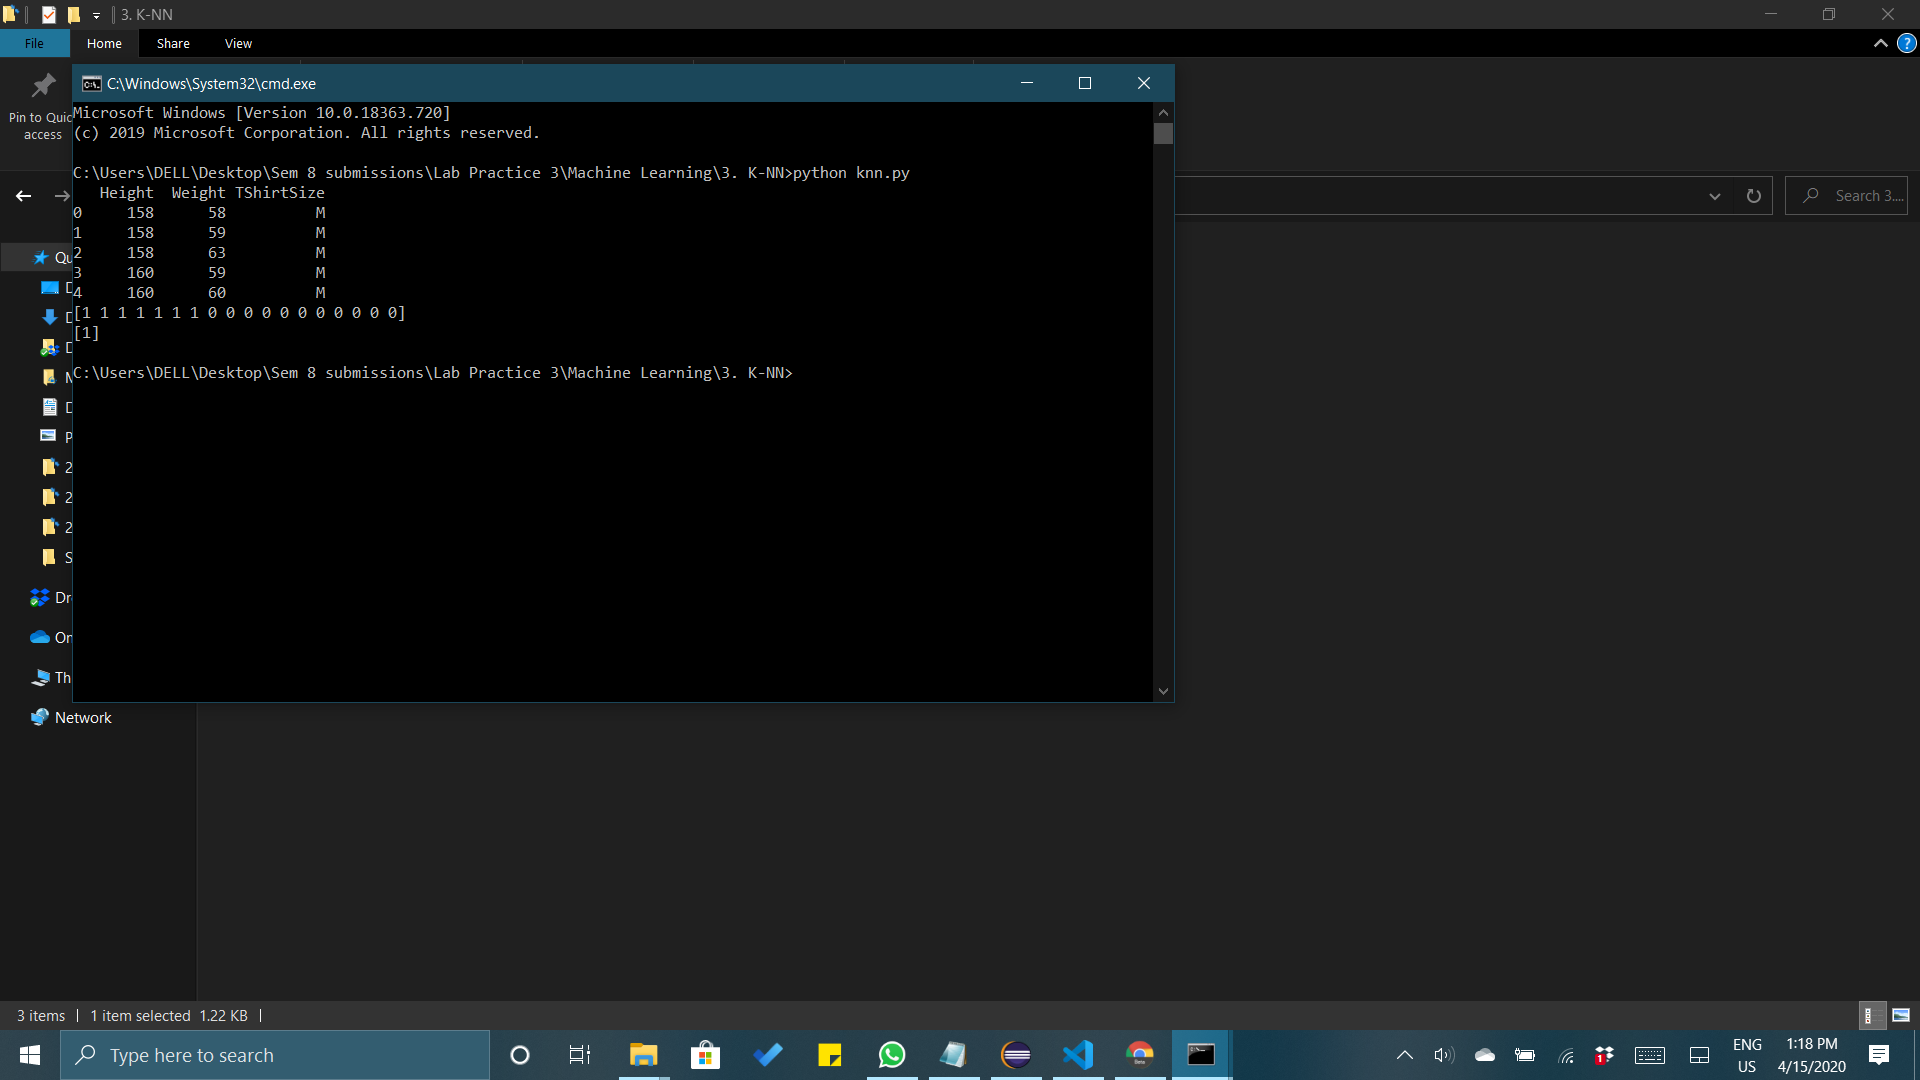 3. K-NN
File Home Share View
Pin to Quic
access
C:\Windows\System32\cmd.exe
Microsoft Windows [Version 10.0.18363.720]
(c) 2019 Microsoft Corporation. All rights reserved.
C:\Users\DELL\Desktop\Sem 8 submissions\Lab Practice 3\Machine Learning\3. K-NN>python knn.py
Height Weight TShirtSize
0 158 58 M
1 158 59 M
2 158 63 M
3 160 59 M
4 160 60 M
[1 1 1 1 1 1 1 0 0 0 0 0 0 0 0 0 0 0]
[1]
C:\Users\DELL\Desktop\Sem 8 submissions\Lab Practice 3\Machine Learning\3. K-NN>
Search 3....
Qu
D
D
D
M
D
P
2
2
2
S
Dr
On
Th
Network
3 items 1 item selected 1.22 KB
Type here to search
1
ENG
US
1:18 PM
4/15/2020